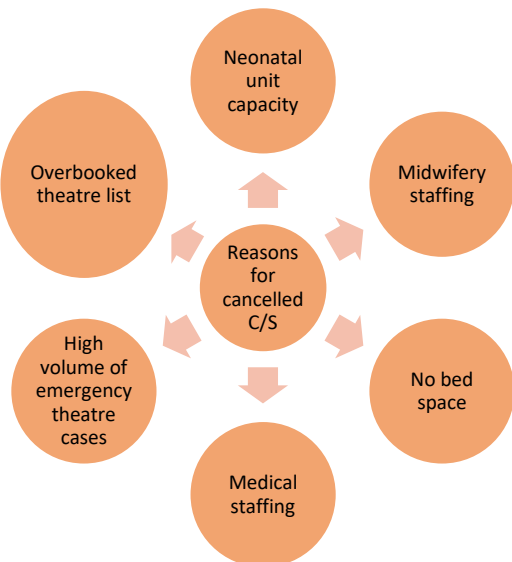 Neonatal
unit
capacity
Overbooked
theatre list
Midwifery
staffing
Reasons
for
cancelled
C/S
High
volume of
emergency
theatre
cases
No bed
space
Medical
staffing